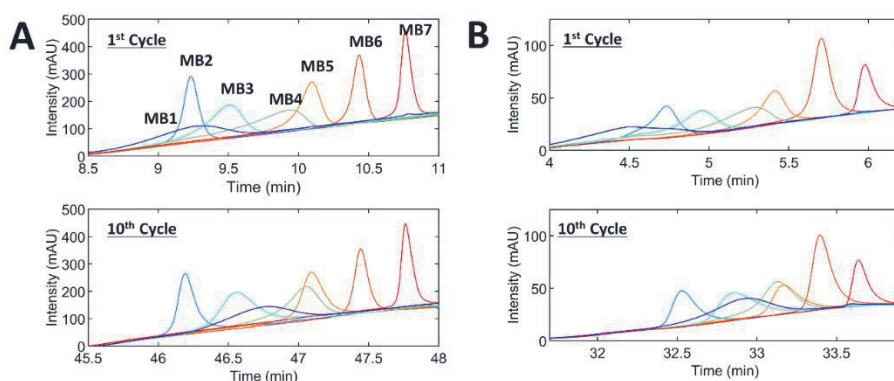 A
1st Cycle
Intensity (mAU)
500
400
300
200
100
0
MB1
MB2
MB3
MB4
MB5
MB6
MB7
8.5
9
9.5
10
10.5
11
Time (min)
10th Cycle
Intensity (mAU)
500
400
300
200
100
0
45.5
46
46.5
47
47.5
48
Time (min)
B
1st Cycle
Intensity (mAU)
100
50
0
4
4.5
5
5.5
6
Time (min)
10th Cycle
Intensity (mAU)
100
50
0
32
32.5
33
33.5
Time (min)